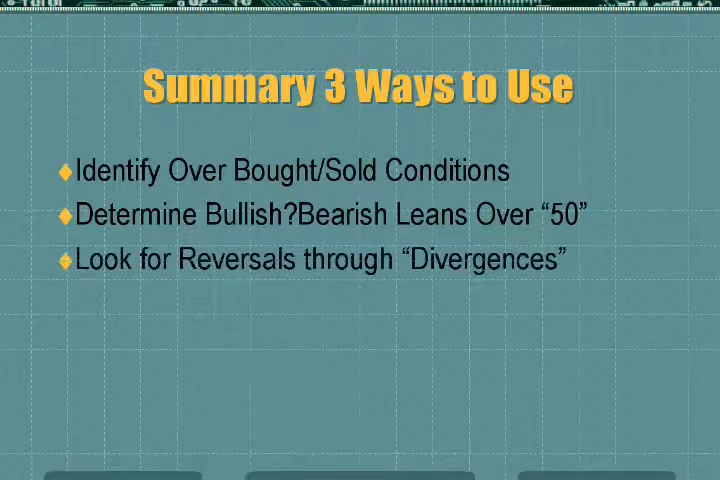 Summary 3 Ways to Use
Identify Over Bought/Sold Conditions
Determine Bullish?Bearish Leans Over “50”
Look for Reversals through “Divergences”